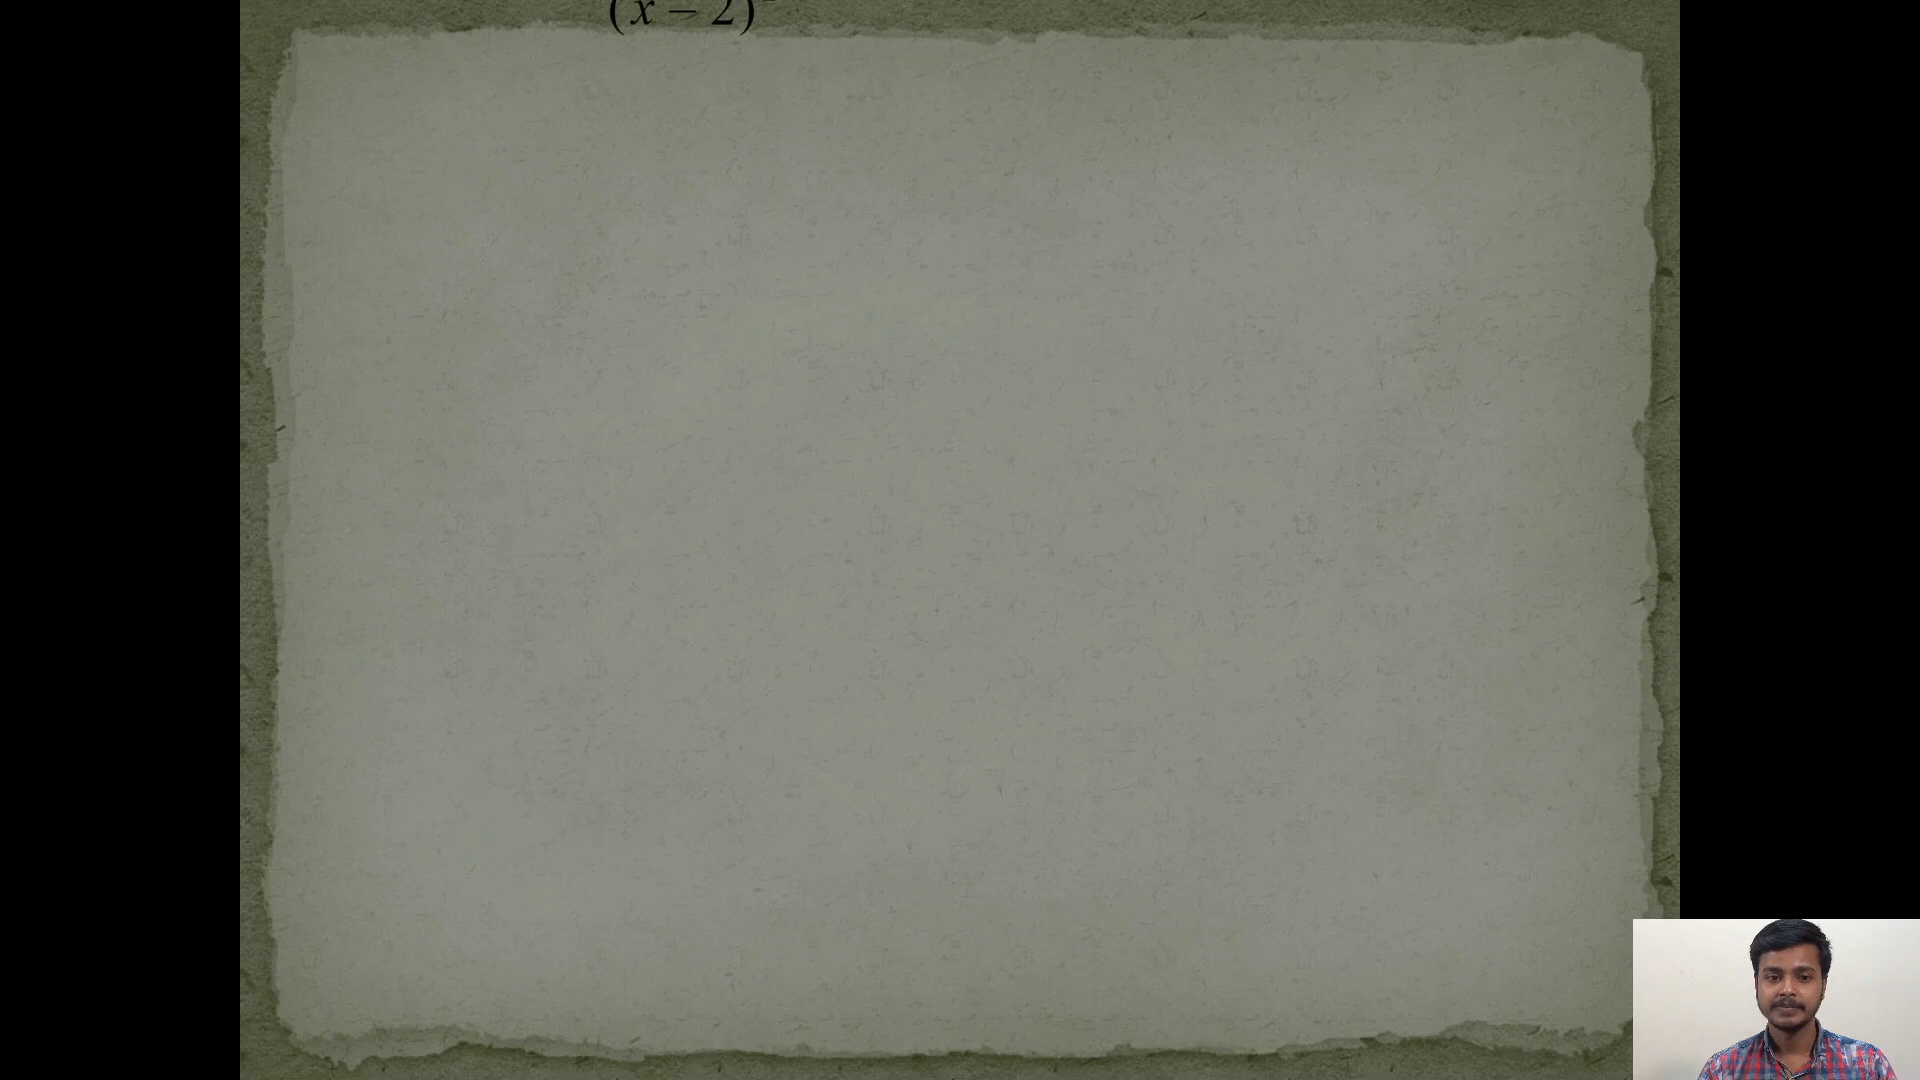 (x – 2)